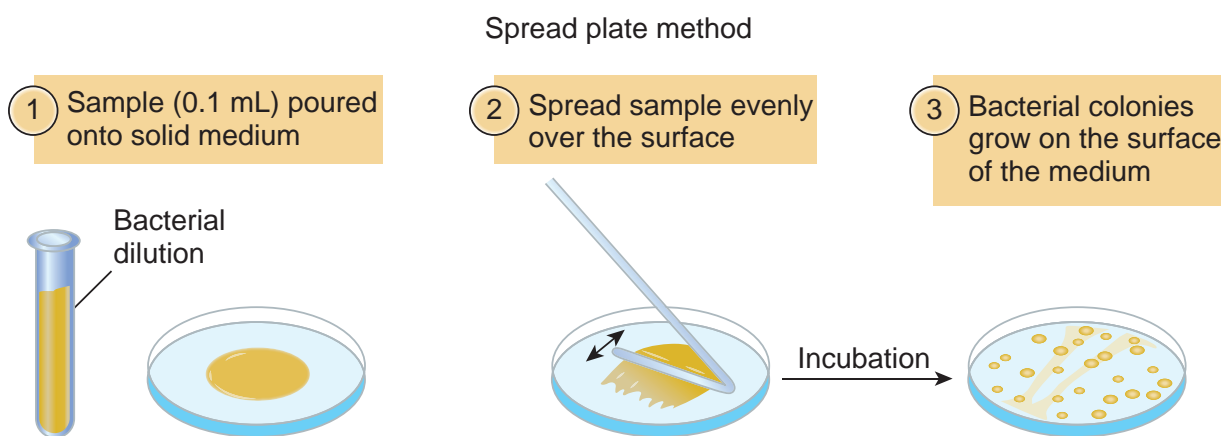 Spread plate method
1 Sample (0.1 mL) poured
onto solid medium
2 Spread sample evenly
over the surface
3 Bacterial colonies
grow on the surface
of the medium
Bacterial
dilution
Incubation